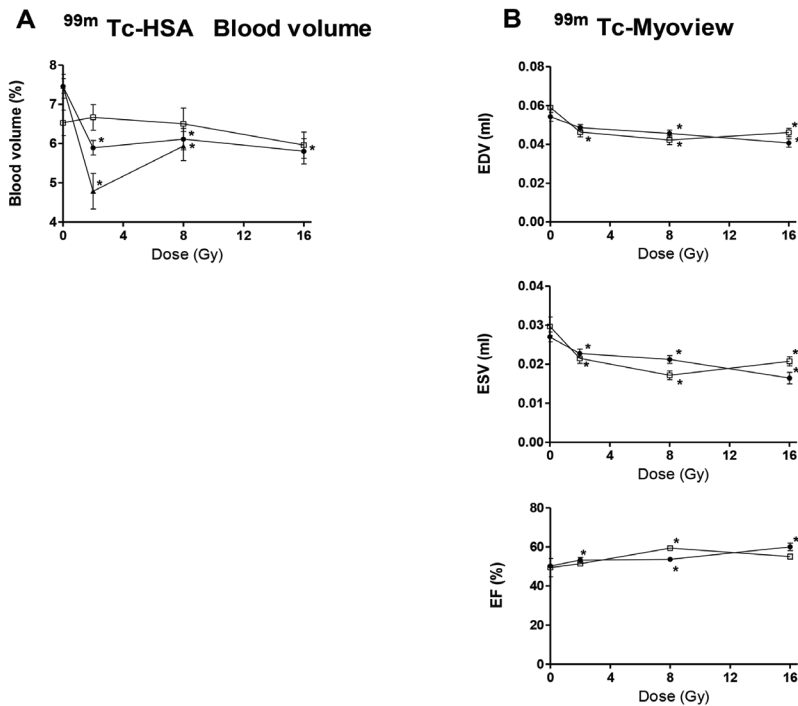 A
99m Tc-HSA Blood volume
Blood volume (%)
8
7
6
5
4
0 4 8 12 16
Dose (Gy)
* * * * *
B
99m Tc-Myoview
EDV (ml)
0.08
0.06
0.04
0.02
0.00
0 4 8 12 16
Dose (Gy)
* * * * *
ESV (ml)
0.04
0.03
0.02
0.01
0.00
0 4 8 12 16
Dose (Gy)
* * * * * *
EF (%)
80
60
40
20
0
0 4 8 12 16
Dose (Gy)
* * * *